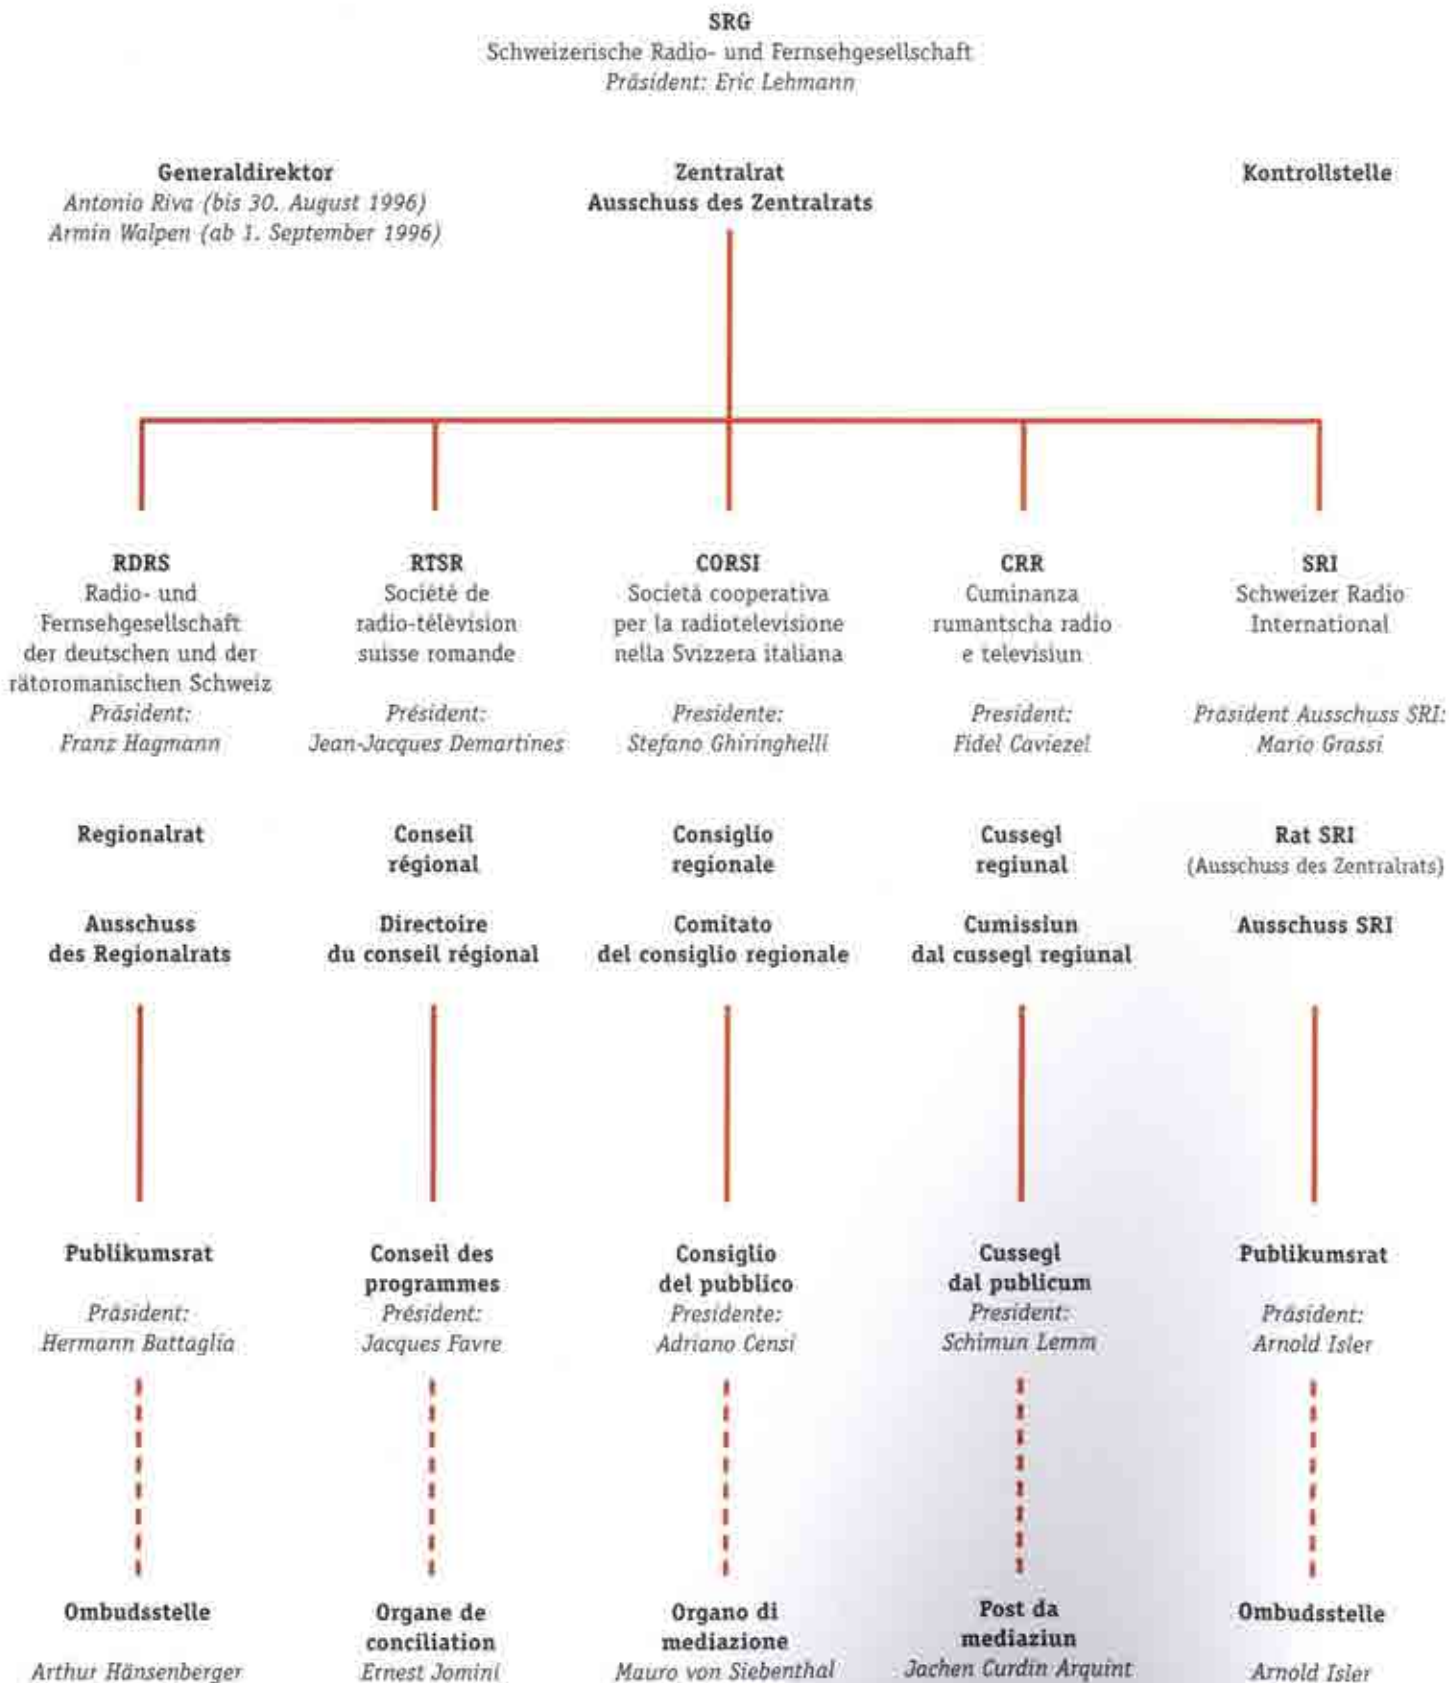 SRG
Schweizerische Radio- und Fernsehgesellschaft
Präsident: Eric Lehmann
Generaldirektor
Antonio Riva (bis 30. August 1996)
Armin Walpen (ab 1. September 1996)
Zentralrat
Ausschuss des Zentralrats
Kontrollstelle
RDRS
Radio- und
Fernsehgesellschaft
der deutschen und der
rätoromanischen Schweiz
Präsident:
Franz Hagmann
RTSR
Société de
radio-télévision
suisse romande
Président:
Jean-Jacques Demartines
CORSI
Società cooperativa
per la radiotelevisione
nella Svizzera italiana
Presidente:
Stefano Ghiringhelli
CRR
Cuminanza
rumantscha radio
e televisiun
President:
Fidel Caviezel
SRI
Schweizer Radio
International
Präsident Ausschuss SRI:
Mario Grassi
Regionalrat
Conseil
régional
Consiglio
regionale
Cussegl
regiunal
Rat SRI
(Ausschuss des Zentralrats)
Ausschuss
des Regionalrats
Directoire
du conseil régional
Comitato
del consiglio regionale
Cumissiun
dal cussegl regiunal
Ausschuss SRI
Publikumsrat
Präsident:
Hermann Battaglia
Conseil des
programmes
Président:
Jacques Favre
Consiglio
del pubblico
Presidente:
Adriano Censi
Cussegl
dal publicum
President:
Schimun Lemm
Publikumsrat
Präsident:
Arnold Isler
Ombudsstelle
Arthur Hänsenberger
Organe de
conciliation
Ernest Jomini
Organo di
mediazione
Mauro von Siebenthal
Post da
mediaziun
Jachen Curdin Arquint
Ombudsstelle
Arnold Isler